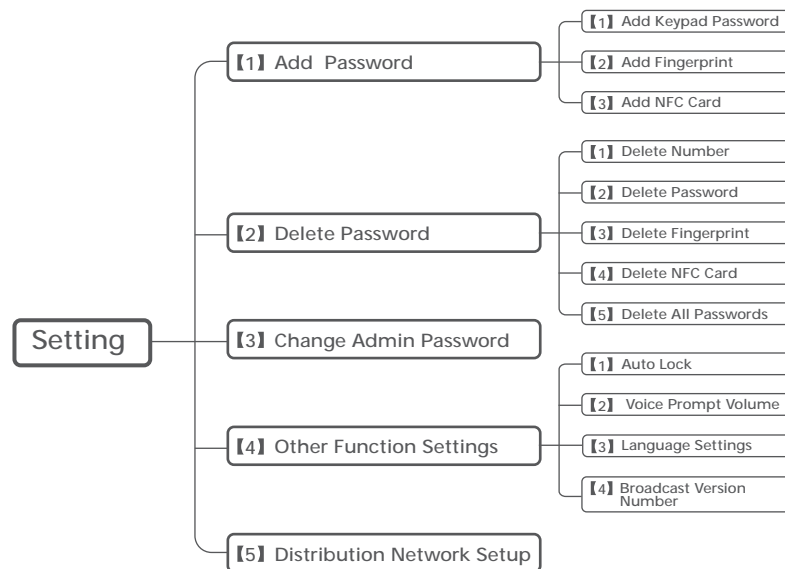 Setting
【1】Add Password
【1】Add Keypad Password
【2】Add Fingerprint
【3】Add NFC Card
【2】Delete Password
【1】Delete Number
【2】Delete Password
【3】Delete Fingerprint
【4】Delete NFC Card
【5】Delete All Passwords
【3】Change Admin Password
【4】Other Function Settings
【1】Auto Lock
【2】Voice Prompt Volume
【3】Language Settings
【4】Broadcast Version
Number
【5】Distribution Network Setup